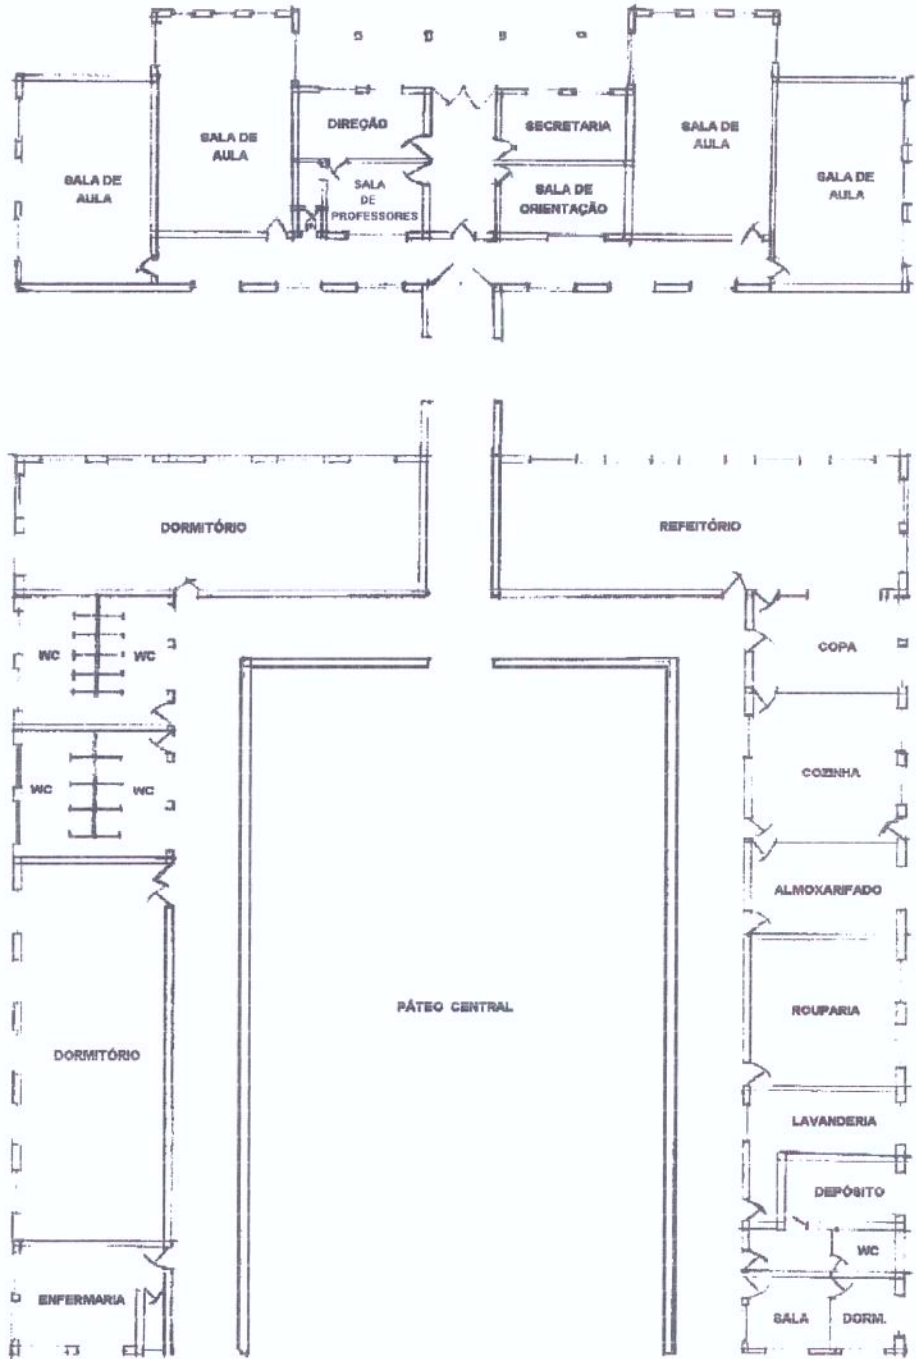 DIREÇÃO
SECRETARIA
SALA DE
AULA
SALA DE
AULA
SALA DE
AULA
SALA
DE
PROFESSORES
SALA DE
ORIENTAÇÃO
SALA DE
AULA
DORMITÓRIO
REFEITÓRIO
WC
WC
COPA
WC
WC
COZINHA
ALMOXARIFADO
PÁTEO CENTRAL
ROUPARIA
DORMITÓRIO
LAVANDERIA
DEPÓSITO
WC
ENFERMARIA
SALA
DORM.